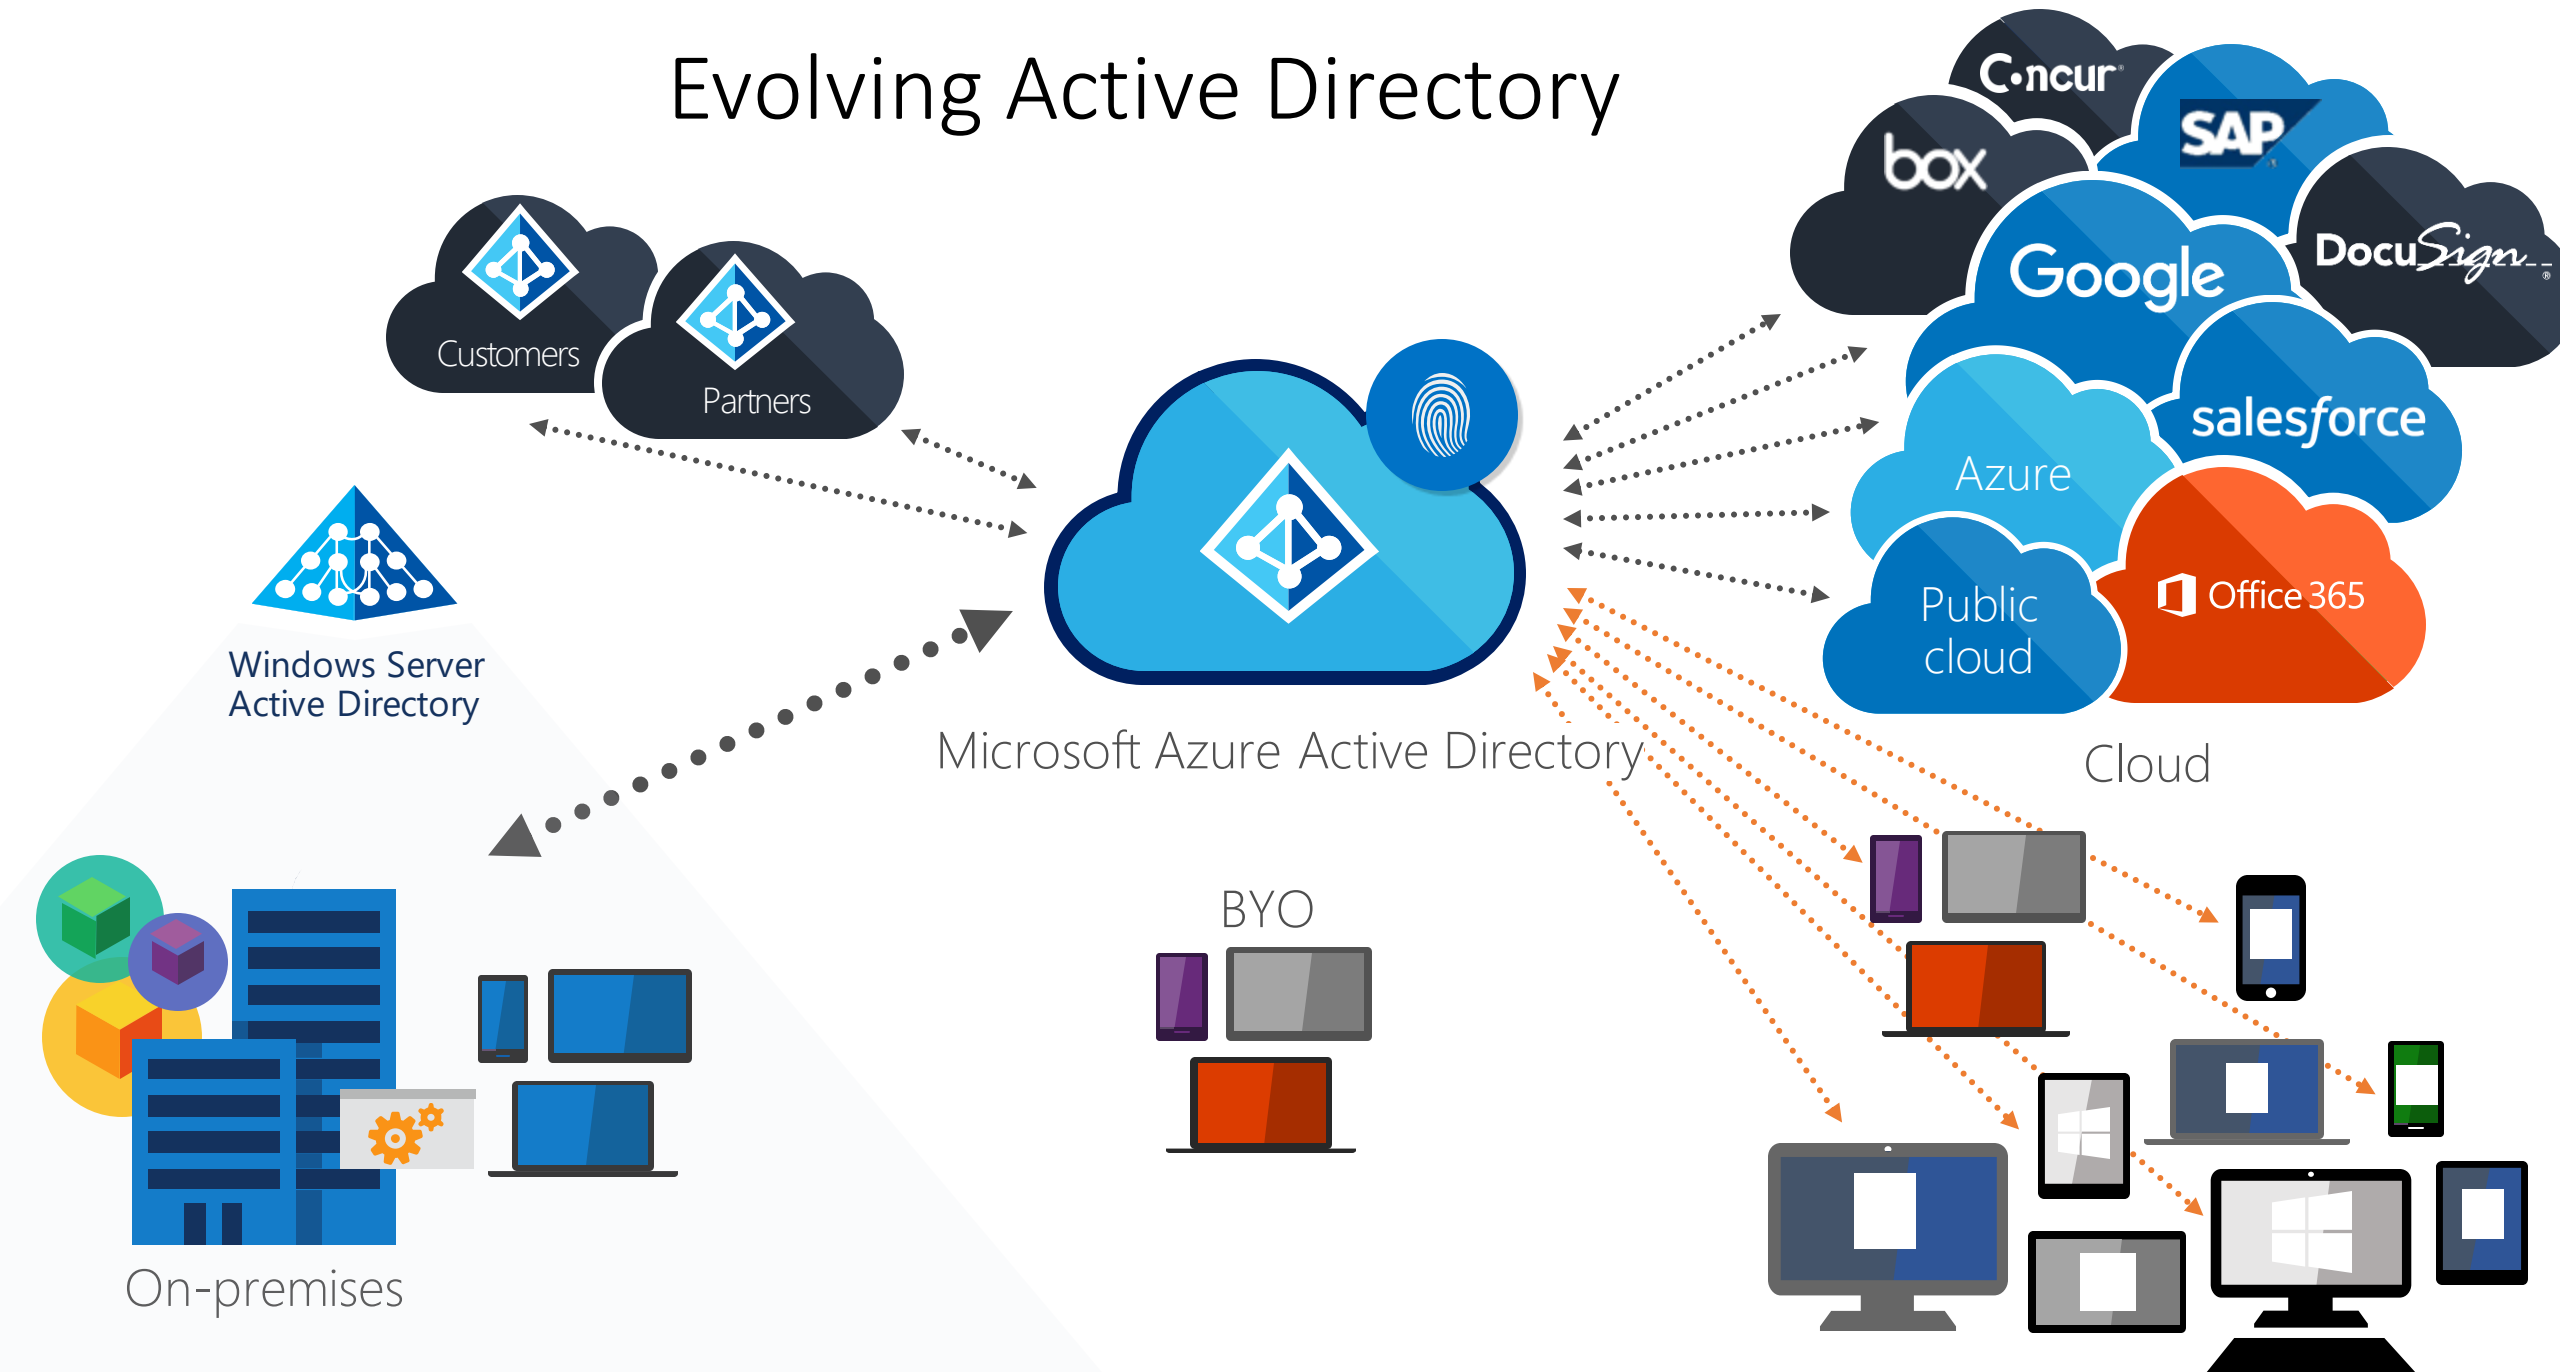 Evolving Active Directory
Concur
SAP
box
DocuSign
Google
Customers
Partners
salesforce
Azure
Office 365
Public
cloud
Windows Server
Active Directory
Microsoft Azure Active Directory
Cloud
BYO
On-premises